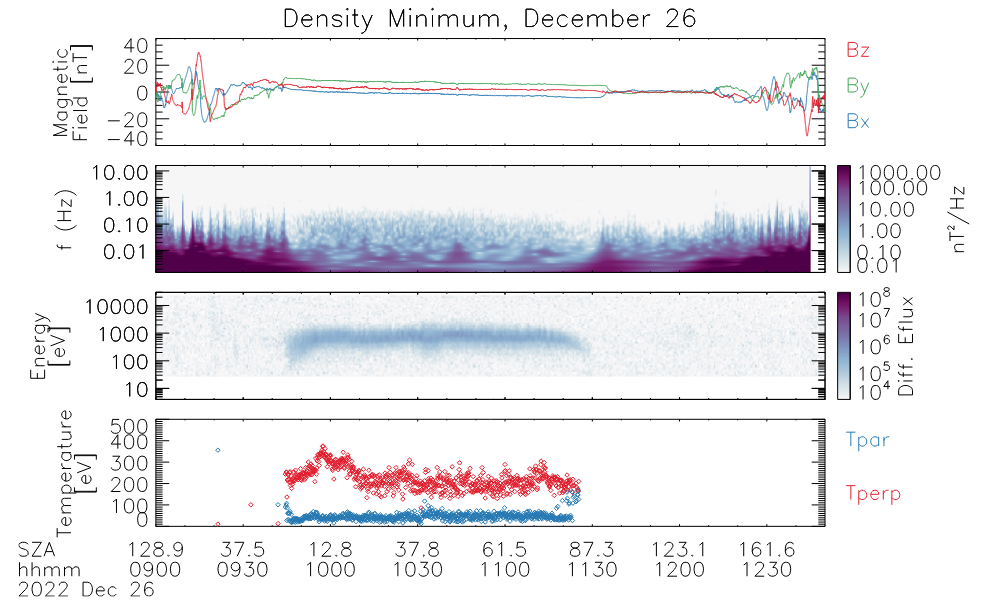 Density Minimum, December 26
Magnetic
Field [nT]
40
20
0
−20
−40
Bz
By
Bx
f (Hz)
10.00
1.00
0.10
0.01
1000.00
100.00
10.00
1.00
0.10
0.01
nT²/Hz
Energy
[eV]
10000
1000
100
10
10⁸
10⁷
10⁶
10⁵
10⁴
Diff. Eflux
Temperature
[eV]
500
400
300
200
100
0
Tpar
Tperp
SZA 128.9 37.5 12.8 37.8 61.5 87.3 123.1 161.6
hhmm 0900 0930 1000 1030 1100 1130 1200 1230
2022 Dec 26